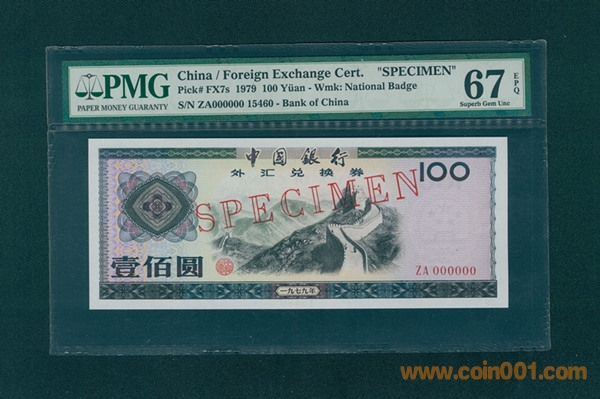 PMG
PAPER MONEY GUARANTY
China / Foreign Exchange Cert. "SPECIMEN"
Pick# FX7s 1979 100 Yüan - Wmk: National Badge
S/N ZA000000 15460 - Bank of China
67 EPQ
Superb Gem Unc
中國銀行
外汇兑换券
100
SPECIMEN
壹佰圆
ZA 000000
一九七九年
www.coin001.com